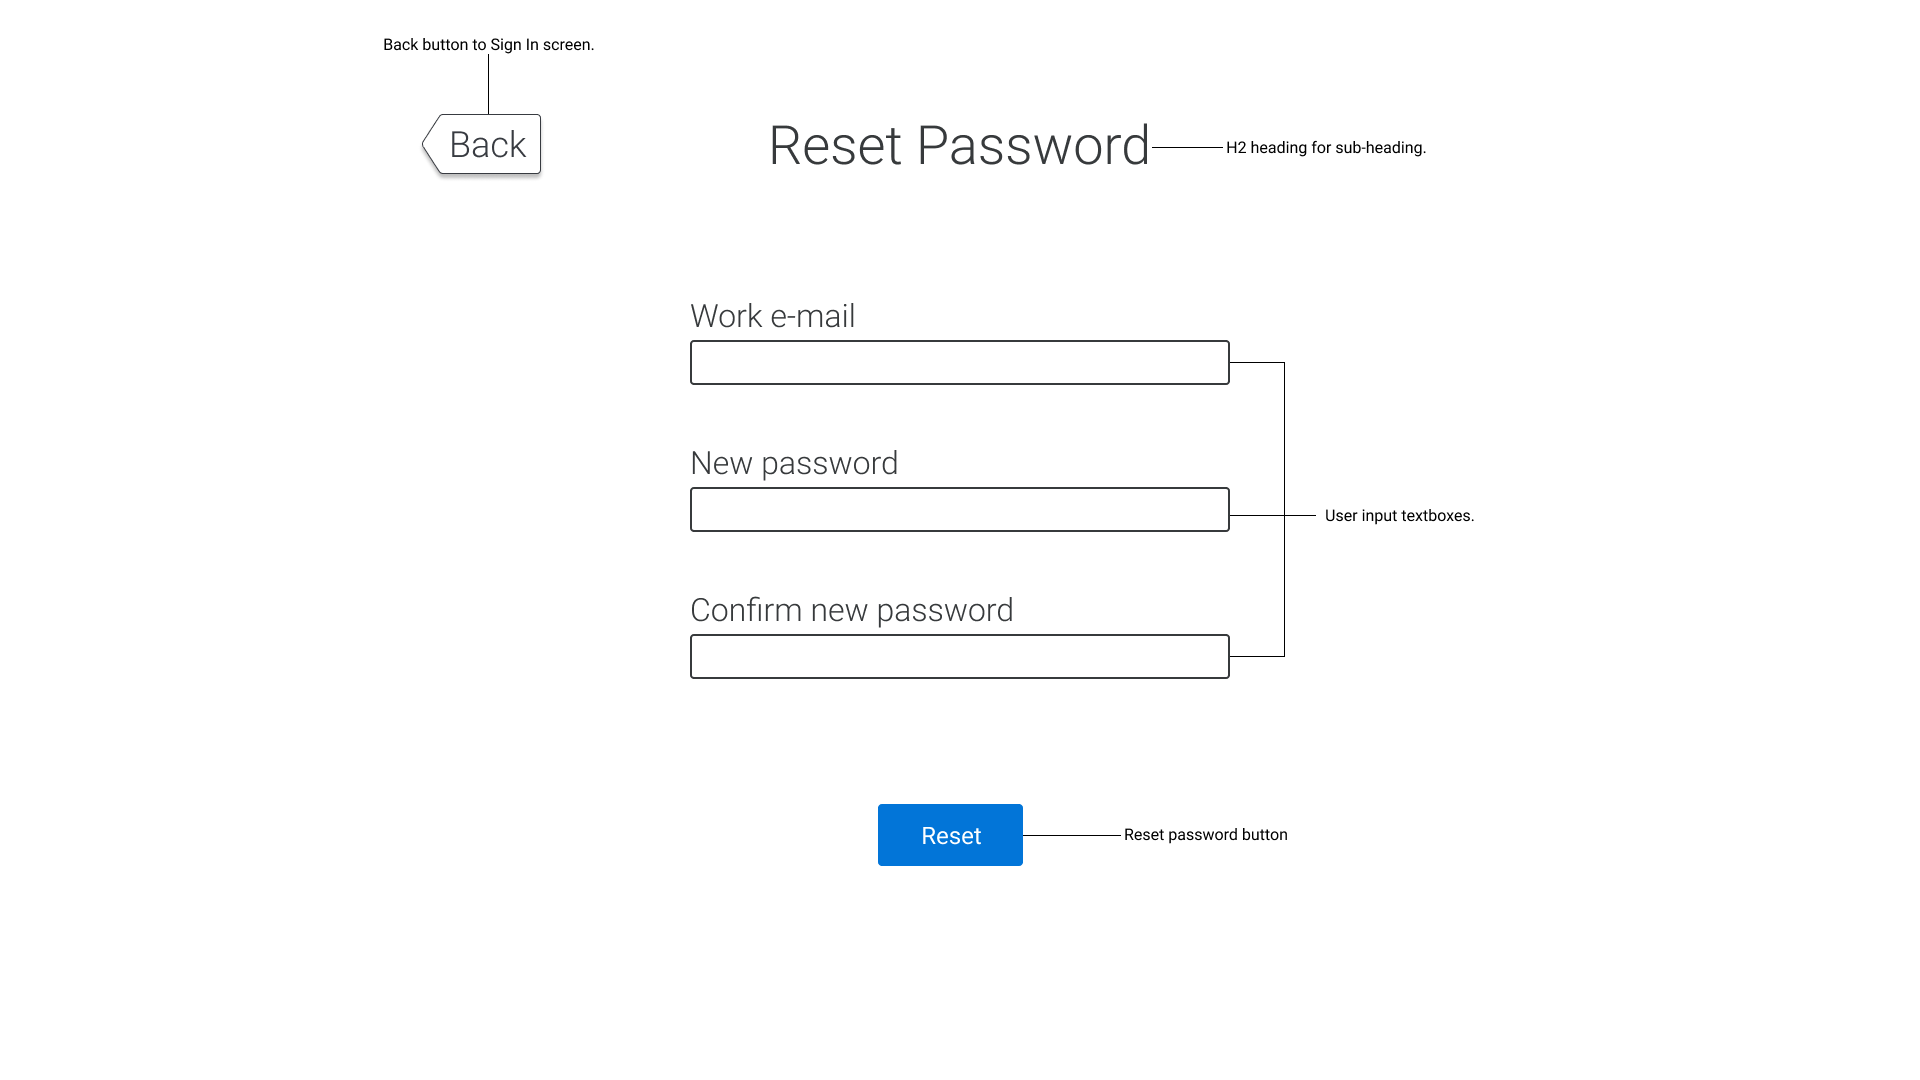 Back button to Sign In screen.
Back
Reset Password
H2 heading for sub-heading.
Work e-mail
New password
User input textboxes.
Confirm new password
Reset
Reset password button